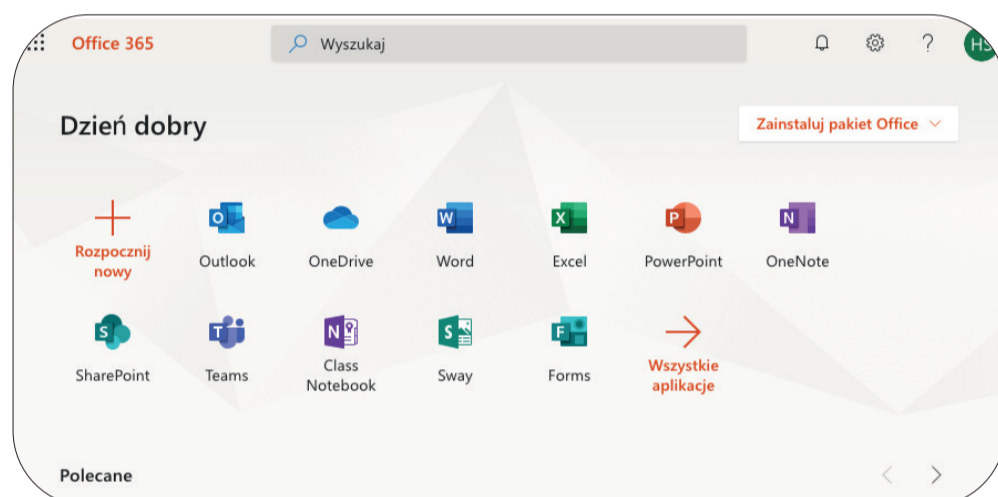 Office 365
Wyszukaj
?
HS
Dzień dobry
Zainstaluj pakiet Office
Rozpocznij
nowy
Outlook
OneDrive
Word
Excel
PowerPoint
OneNote
SharePoint
Teams
Class
Notebook
Sway
Forms
Wszystkie
aplikacje
Polecane